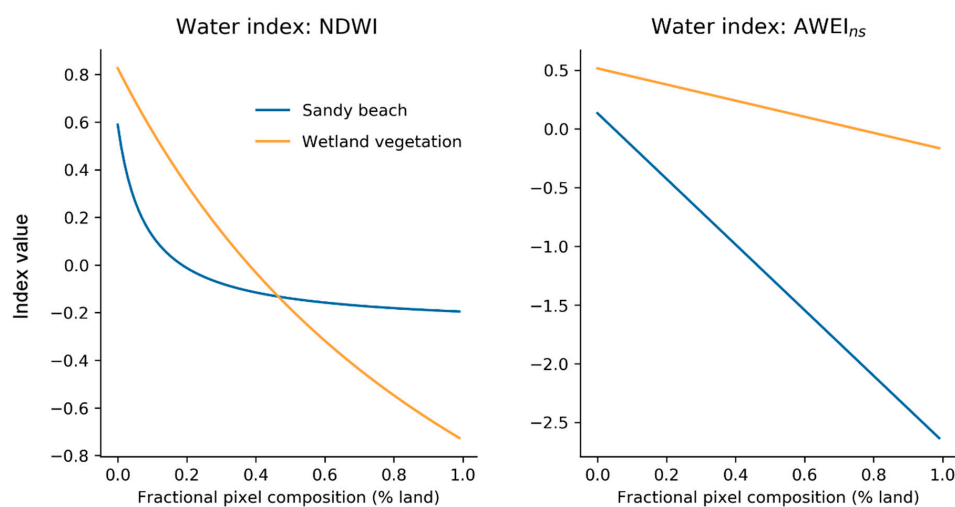 Water index: NDWI
Index value
0.8
0.6
0.4
0.2
0.0
−0.2
−0.4
−0.6
−0.8
Sandy beach
Wetland vegetation
0.0 0.2 0.4 0.6 0.8 1.0
Fractional pixel composition (% land)
Water index: AWEIns
0.5
0.0
−0.5
−1.0
−1.5
−2.0
−2.5
0.0 0.2 0.4 0.6 0.8 1.0
Fractional pixel composition (% land)